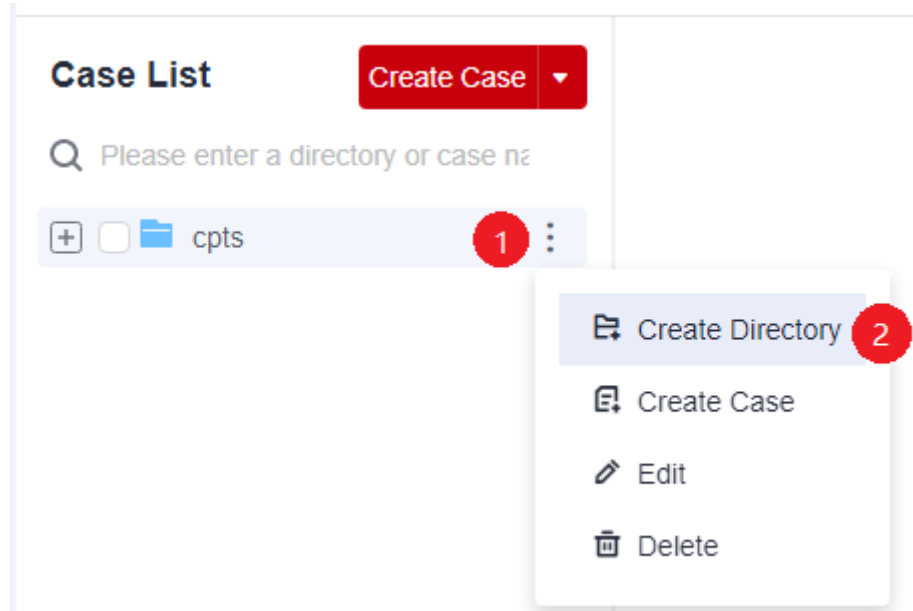 Case List
Create Case
Please enter a directory or case na
cpts
1
Create Directory
2
Create Case
Edit
Delete